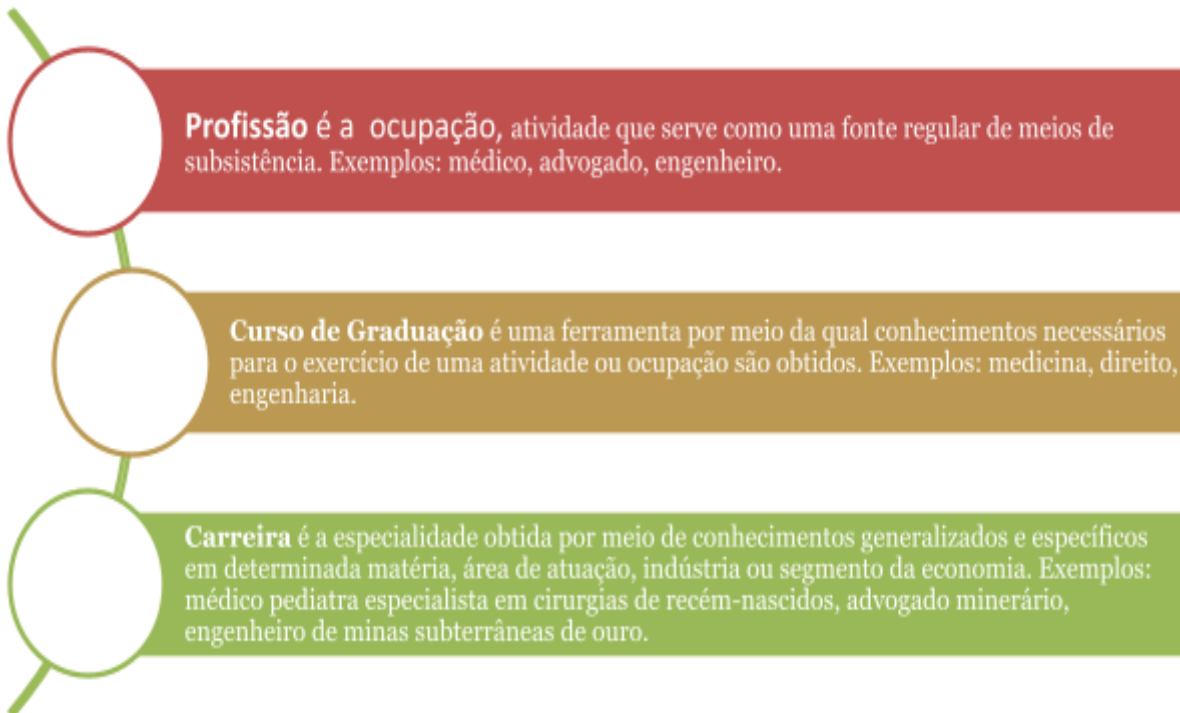 Profissão é a ocupação, atividade que serve como uma fonte regular de meios de
subsistência. Exemplos: médico, advogado, engenheiro.
Curso de Graduação é uma ferramenta por meio da qual conhecimentos necessários
para o exercício de uma atividade ou ocupação são obtidos. Exemplos: medicina, direito,
engenharia.
Carreira é a especialidade obtida por meio de conhecimentos generalizados e específicos
em determinada matéria, área de atuação, indústria ou segmento da economia. Exemplos:
médico pediatra especialista em cirurgias de recém-nascidos, advogado minerário,
engenheiro de minas subterrâneas de ouro.